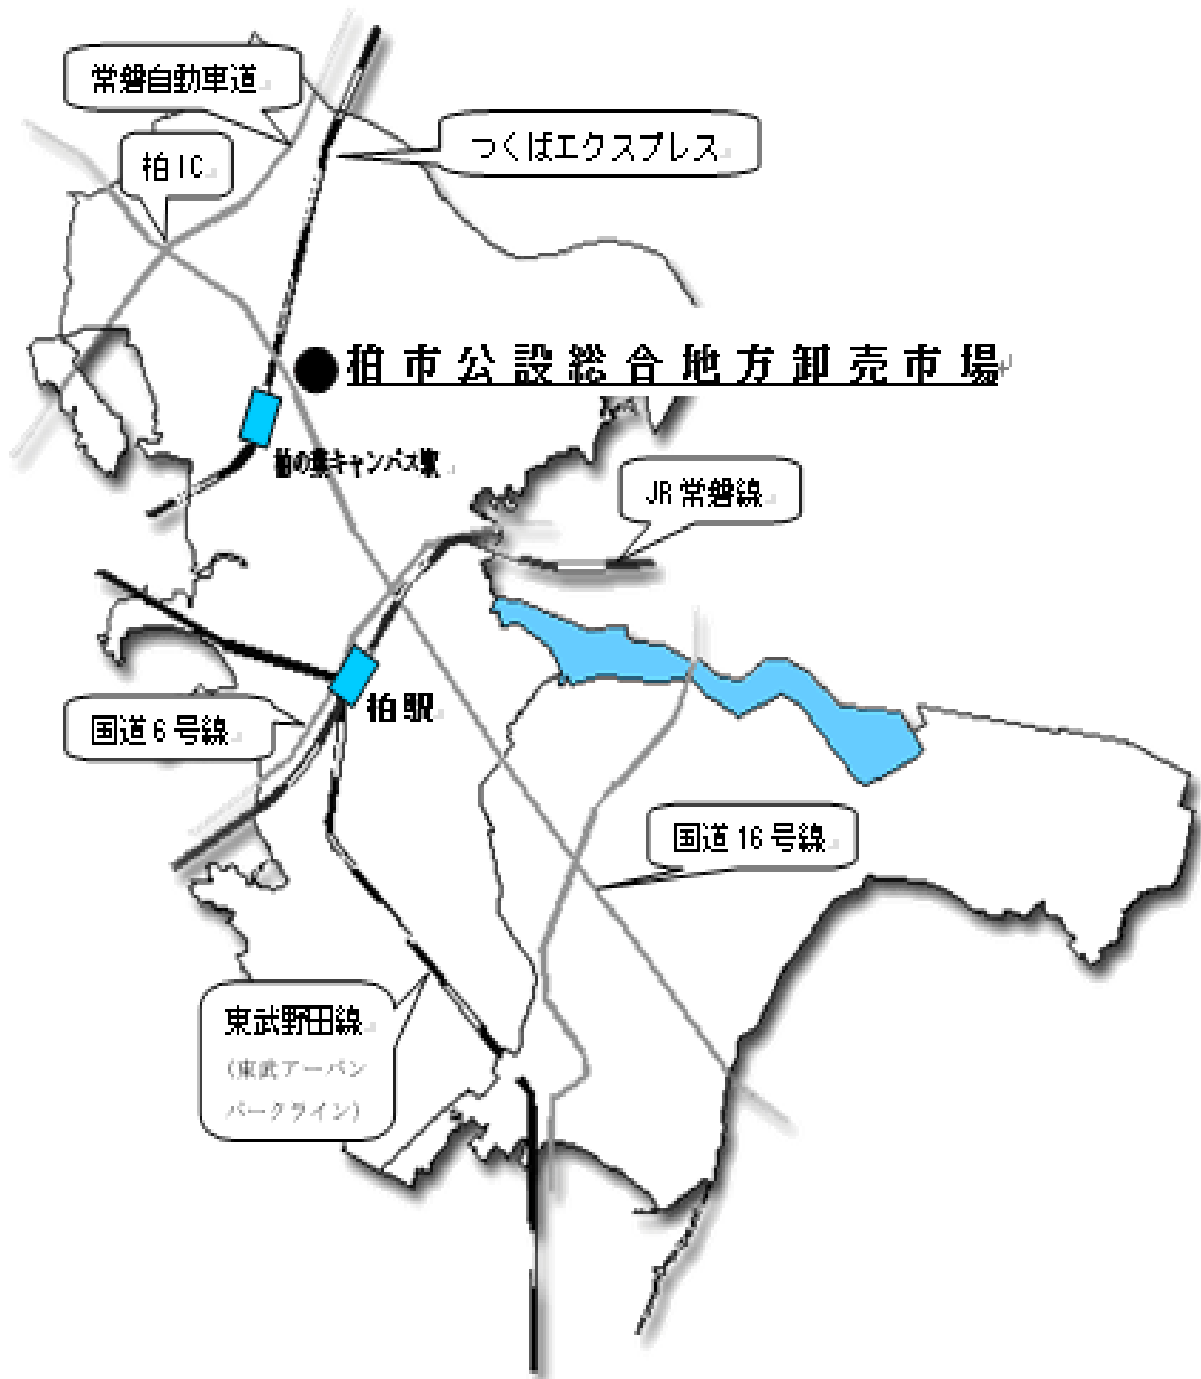 常磐自動車道
つくばエクスプレス
柏IC
柏市公設総合地方卸売市場
柏の葉キャンパス駅
JR常磐線
柏駅
国道6号線
国道16号線
東武野田線
(東武アーバン
パークライン)